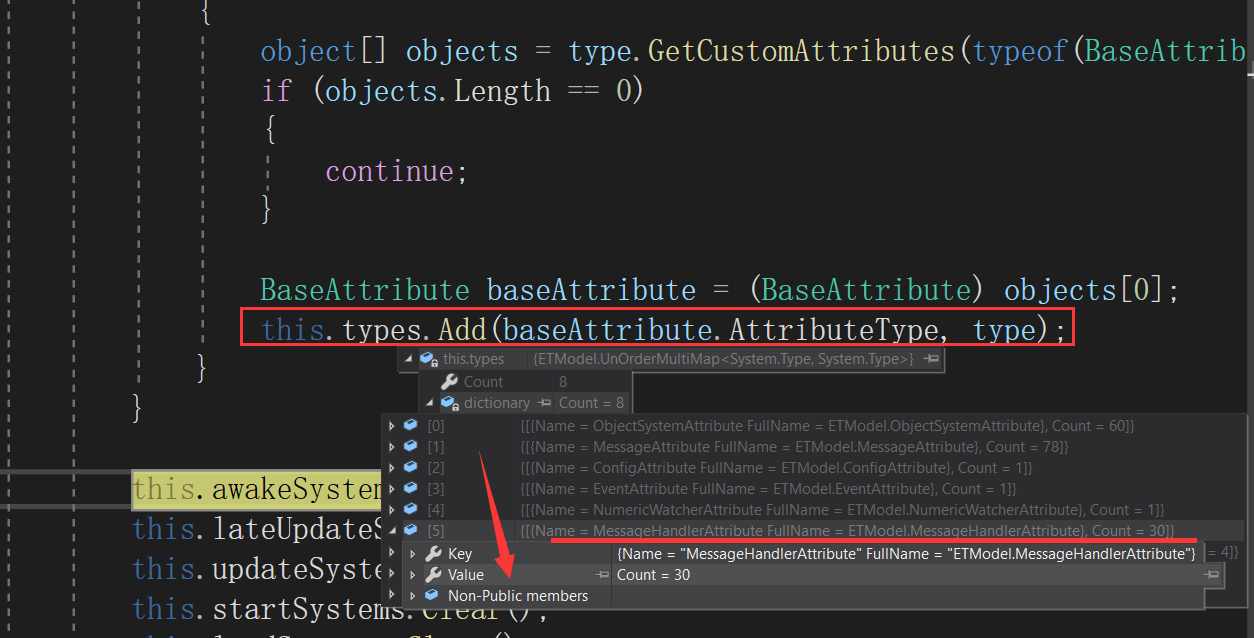 {
object[] objects = type.GetCustomAttributes(typeof(BaseAttrib
if (objects.Length == 0)
{
continue;
}
BaseAttribute baseAttribute = (BaseAttribute) objects[0];
this.types.Add(baseAttribute.AttributeType, type);
}
this.types {ETModel.UnOrderMultiMap<System.Type, System.Type>}
Count 8
dictionary Count = 8
}
[0] {[{Name = ObjectSystemAttribute FullName = ETModel.ObjectSystemAttribute}, Count = 60]}
[1] {[{Name = MessageAttribute FullName = ETModel.MessageAttribute}, Count = 78]}
[2] {[{Name = ConfigAttribute FullName = ETModel.ConfigAttribute}, Count = 1]}
[3] {[{Name = EventAttribute FullName = ETModel.EventAttribute}, Count = 1]}
[4] {[{Name = NumericWatcherAttribute FullName = ETModel.NumericWatcherAttribute}, Count = 1]}
[5] {[{Name = MessageHandlerAttribute FullName = ETModel.MessageHandlerAttribute}, Count = 30]}
Key {Name = "MessageHandlerAttribute" FullName = "ETModel.MessageHandlerAttribute"} = 4]}
Value Count = 30
Non-Public members
this.awakeSystem
this.lateUpdateS
this.updateSyste
this.startSystems.Clear();